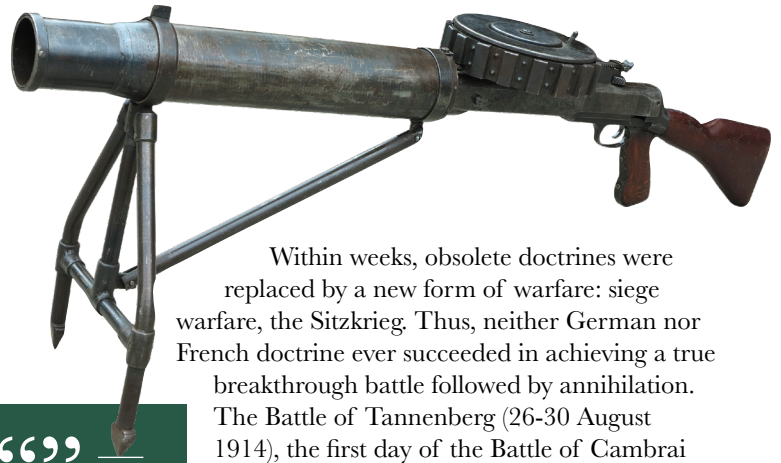 Within weeks, obsolete doctrines were
replaced by a new form of warfare: siege
warfare, the Sitzkrieg. Thus, neither German nor
French doctrine ever succeeded in achieving a true
breakthrough battle followed by annihilation.
The Battle of Tannenberg (26-30 August
1914), the first day of the Battle of Cambrai
“”